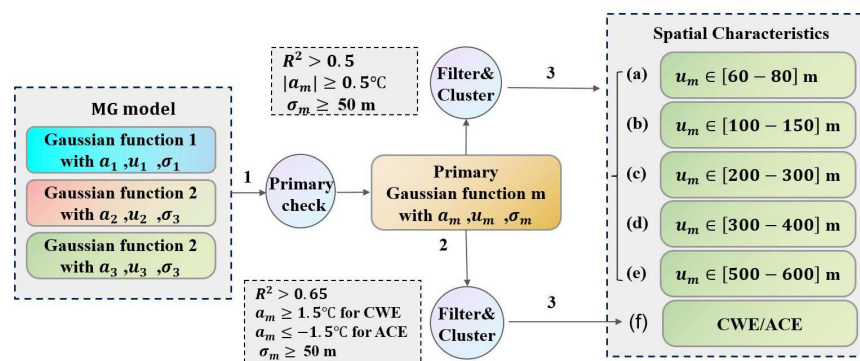 MG model
Gaussian function 1
with a₁ ,u₁ ,σ₁
Gaussian function 2
with a₂ ,u₂ ,σ₃
Gaussian function 2
with a₃ ,u₃ ,σ₃
1
Primary
check
R² > 0.5
|aₘ| ≥ 0.5℃
σₘ ≥ 50 m
Filter&
Cluster
3
Primary
Gaussian function m
with aₘ ,uₘ ,σₘ
2
R² > 0.65
aₘ ≥ 1.5℃ for CWE
aₘ ≤ −1.5℃ for ACE
σₘ ≥ 50 m
Filter&
Cluster
3
Spatial Characteristics
(a) uₘ ∈ [60 − 80] m
(b) uₘ ∈ [100 − 150] m
(c) uₘ ∈ [200 − 300] m
(d) uₘ ∈ [300 − 400] m
(e) uₘ ∈ [500 − 600] m
(f) CWE/ACE